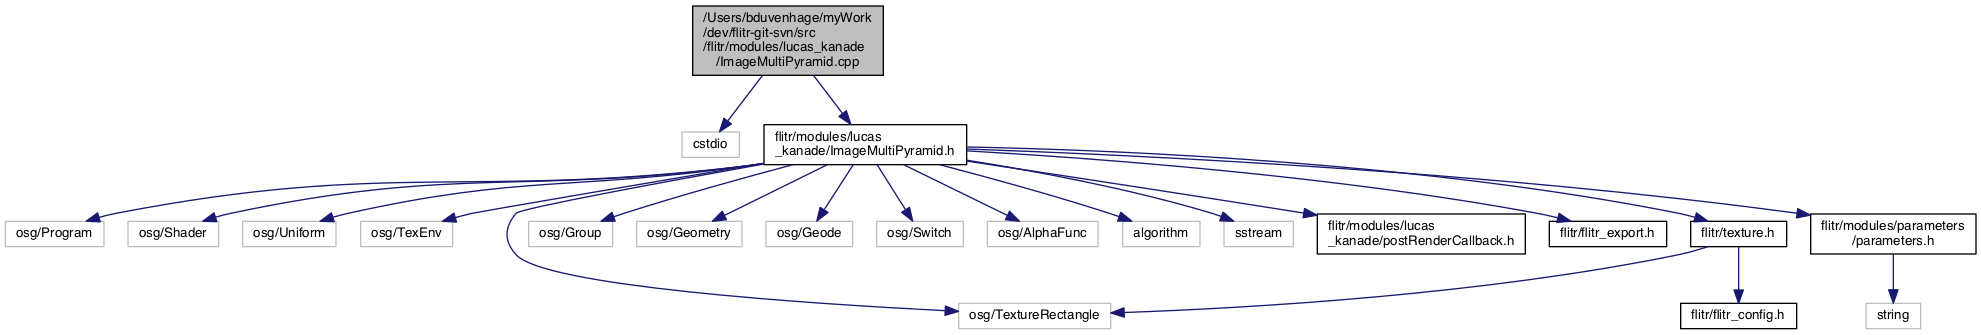 /Users/bduvenhage/myWork
/dev/flitr-git-svn/src
/flitr/modules/lucas_kanade
/ImageMultiPyramid.cpp
cstdio
flitr/modules/lucas
_kanade/ImageMultiPyramid.h
osg/Program
osg/Shader
osg/Uniform
osg/TexEnv
osg/Group
osg/Geometry
osg/Geode
osg/Switch
osg/AlphaFunc
algorithm
sstream
flitr/modules/lucas
_kanade/postRenderCallback.h
flitr/flitr_export.h
flitr/texture.h
flitr/modules/parameters
/parameters.h
osg/TextureRectangle
flitr/flitr_config.h
string